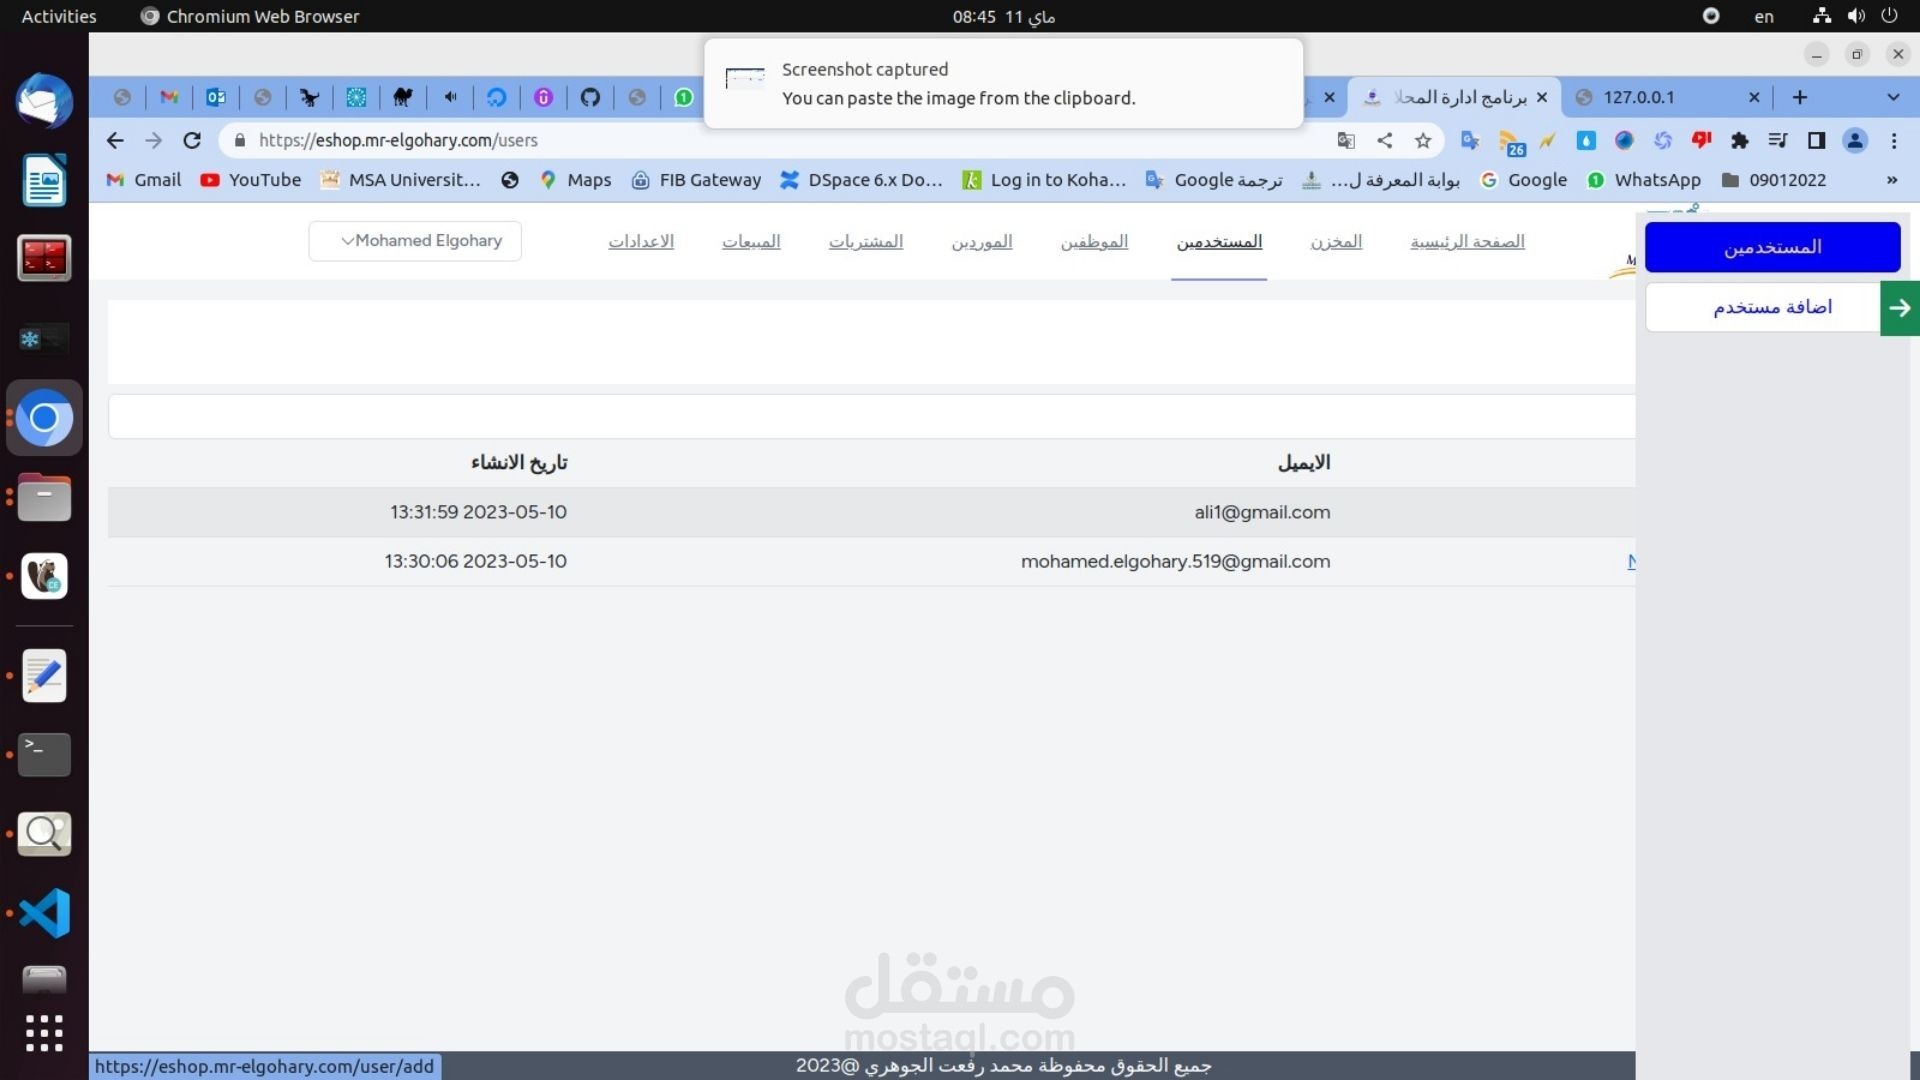 Activities
Chromium Web Browser
08:45 11 ماي
en
Screenshot captured
You can paste the image from the clipboard.
برنامج ادارة المحلا
127.0.0.1
https://eshop.mr-elgohary.com/users
26
Gmail
YouTube
MSA Universit...
Maps
FIB Gateway
DSpace 6.x Do...
Log in to Koha...
ترجمة Google
بوابة المعرفة ل...
Google
WhatsApp
09012022
»
المستخدمين
اضافة مستخدم
الصفحة الرئيسية
المخزن
المستخدمين
الموظفين
الموردين
المشتريات
المبيعات
الاعدادات
Mohamed Elgohary
الايميل
تاريخ الانشاء
ali1@gmail.com
13:31:59 2023-05-10
mohamed.elgohary.519@gmail.com
13:30:06 2023-05-10
مستقل
mostaql.com
جميع الحقوق محفوظة محمد رفعت الجوهري @2023
https://eshop.mr-elgohary.com/user/add